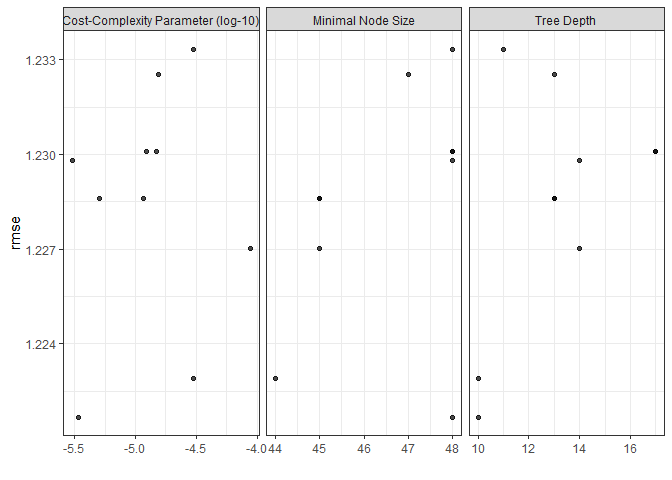 Cost-Complexity Parameter (log-10) Minimal Node Size Tree Depth
1.233
1.230
1.227
1.224
rmse
-5.5 -5.0 -4.5 -4.0 44 45 46 47 48 10 12 14 16